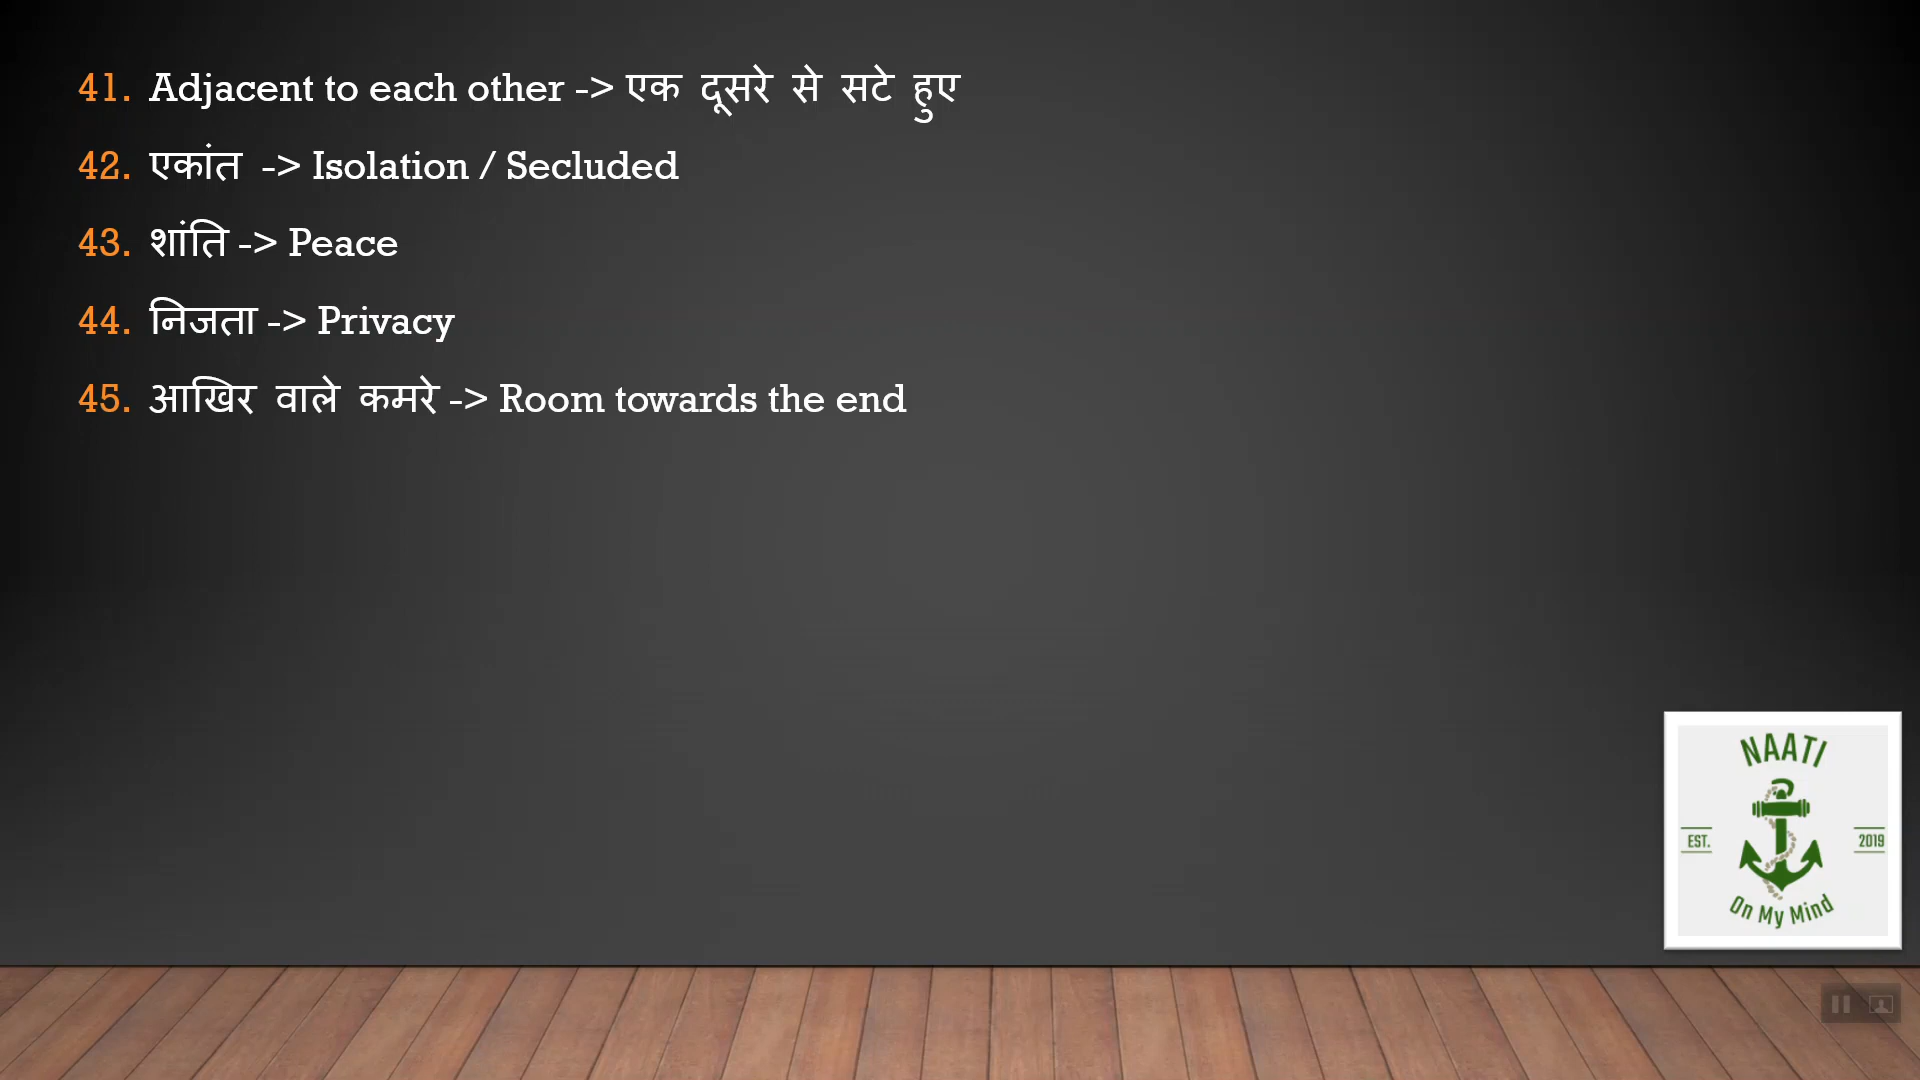 41. Adjacent to each other -> एक दूसरे से सटे हुए
42. एकांत -> Isolation / Secluded
43. शांति -> Peace
44. निजता -> Privacy
45. आखिर वाले कमरे -> Room towards the end
NAATI
EST. 2019
On My Mind